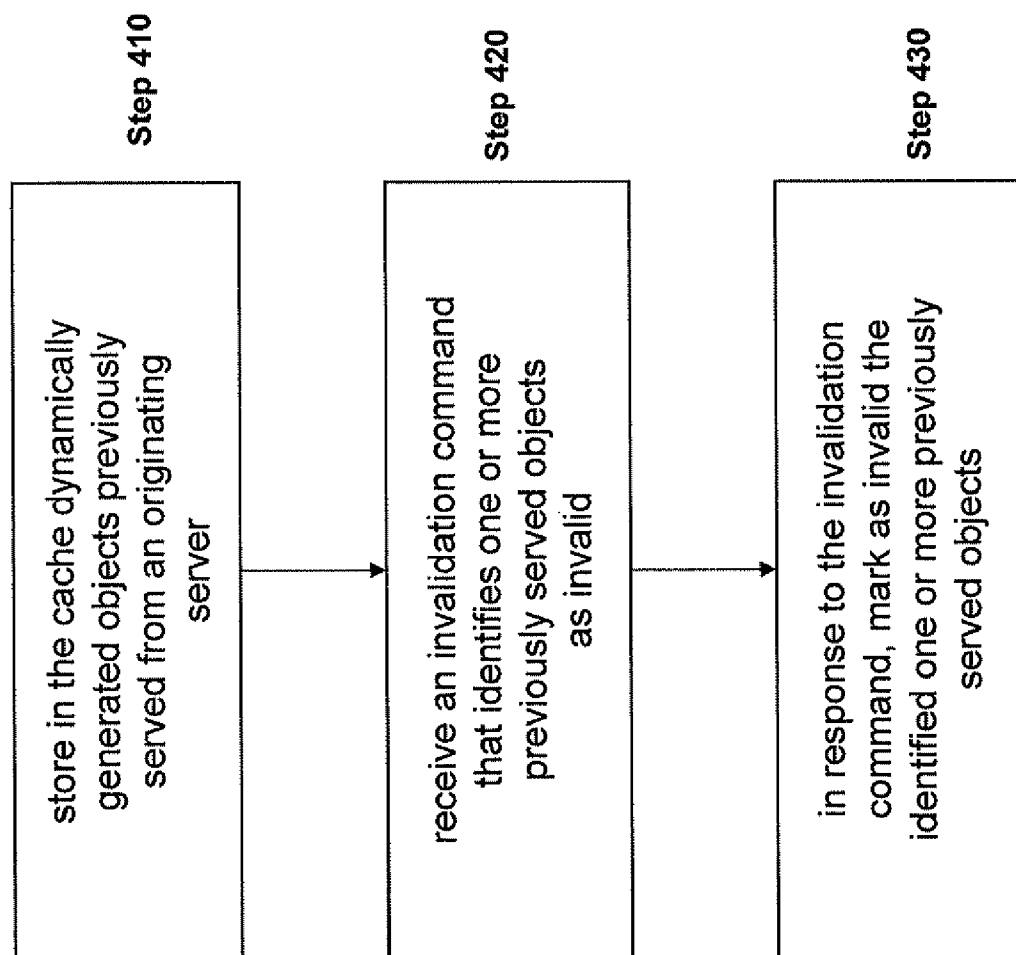 store in the cache dynamically
generated objects previously
served from an originating
server
Step 410
receive an invalidation command
that identifies one or more
previously served objects
as invalid
Step 420
in response to the invalidation
command, mark as invalid the
identified one or more previously
served objects
Step 430